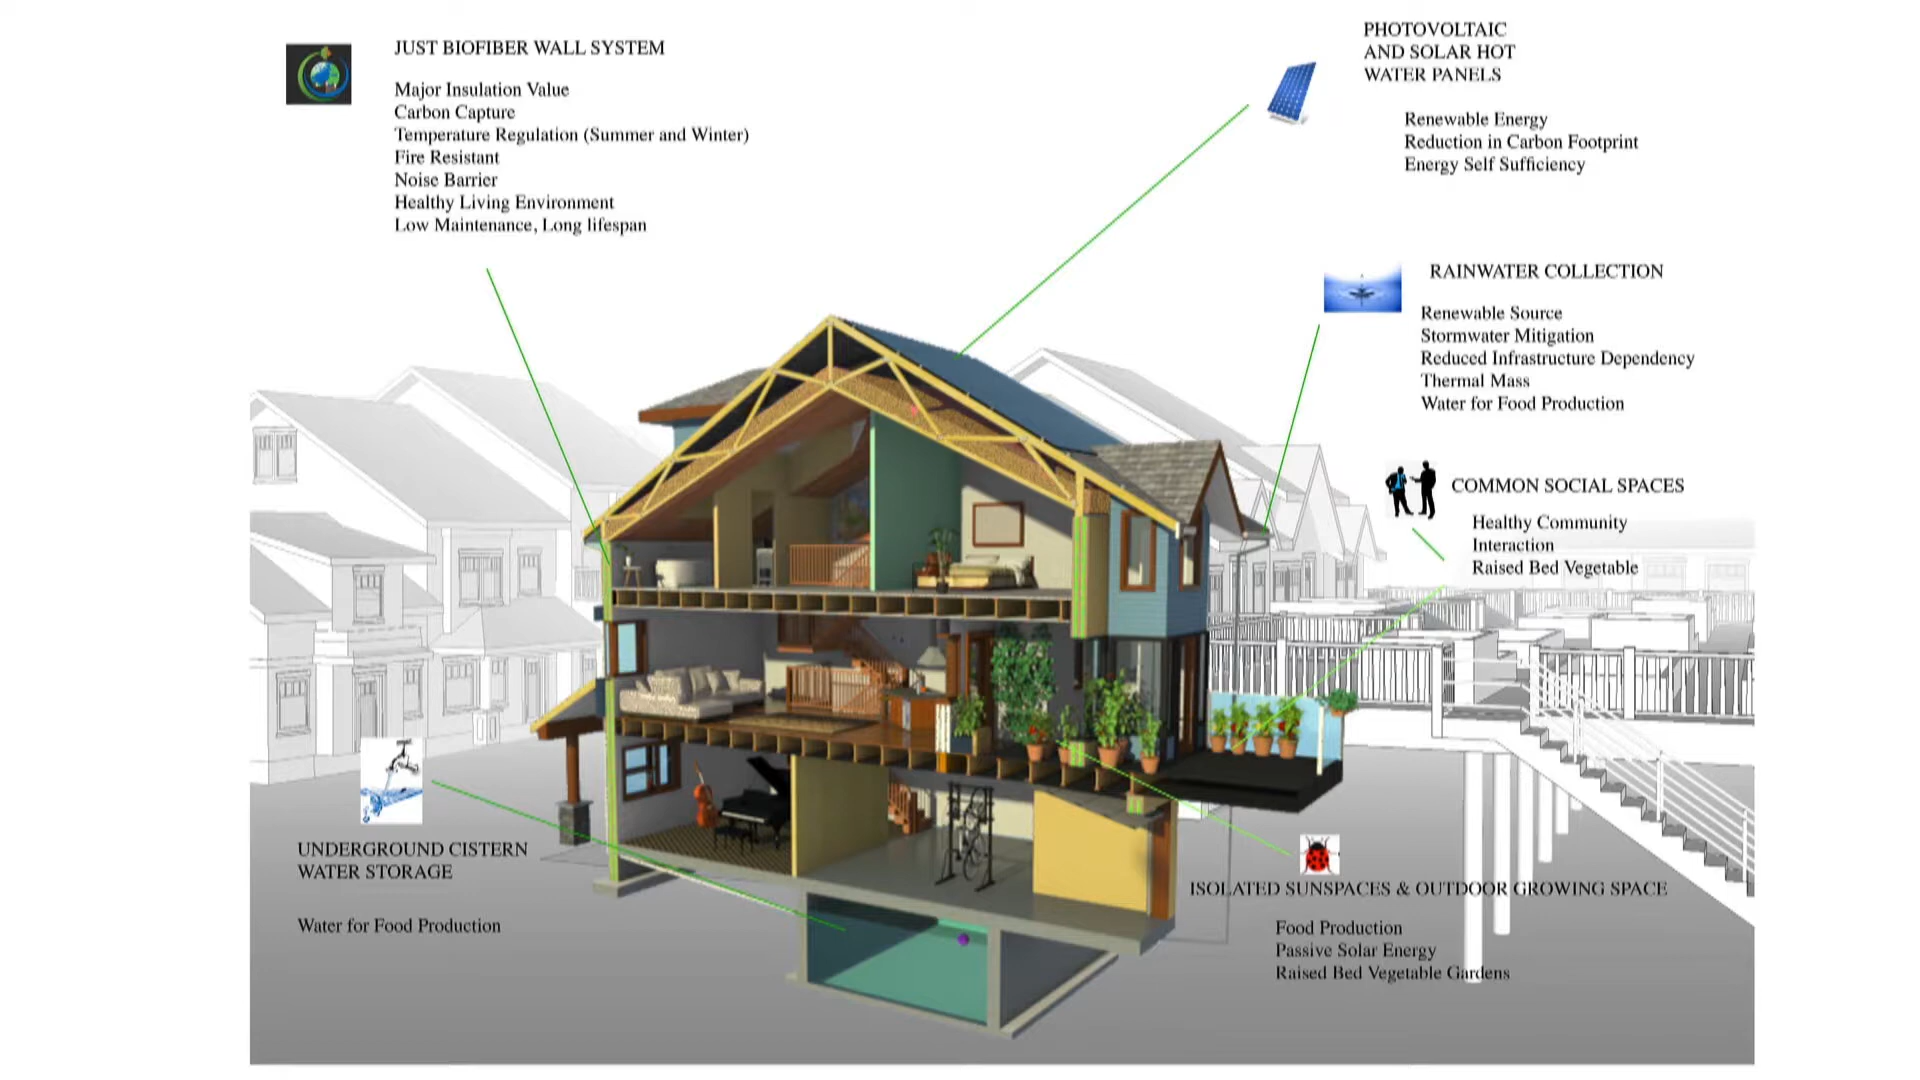 JUST BIOFIBER WALL SYSTEM
Major Insulation Value
Carbon Capture
Temperature Regulation (Summer and Winter)
Fire Resistant
Noise Barrier
Healthy Living Environment
Low Maintenance, Long lifespan
PHOTOVOLTAIC
AND SOLAR HOT
WATER PANELS
Renewable Energy
Reduction in Carbon Footprint
Energy Self Sufficiency
RAINWATER COLLECTION
Renewable Source
Stormwater Mitigation
Reduced Infrastructure Dependency
Thermal Mass
Water for Food Production
COMMON SOCIAL SPACES
Healthy Community
Interaction
Raised Bed Vegetable
UNDERGROUND CISTERN
WATER STORAGE
Water for Food Production
ISOLATED SUNSPACES & OUTDOOR GROWING SPACE
Food Production
Passive Solar Energy
Raised Bed Vegetable Gardens